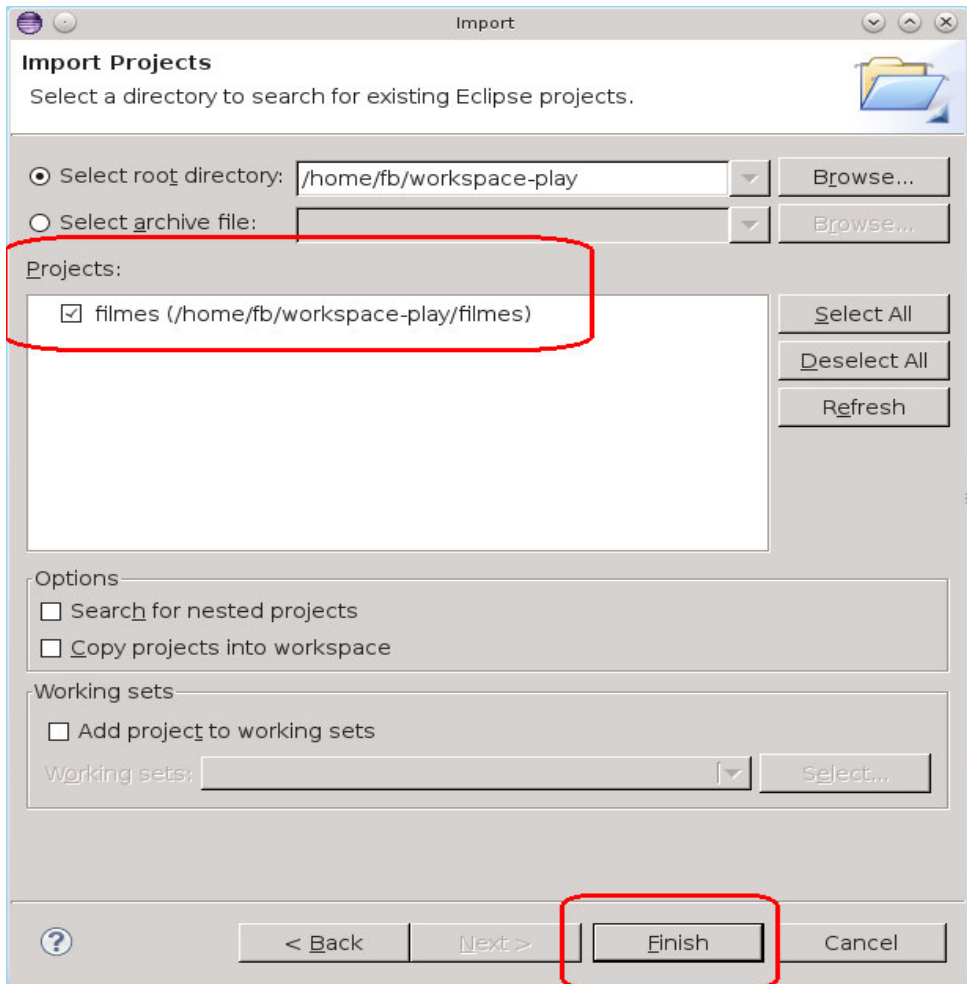 Import
Import Projects
Select a directory to search for existing Eclipse projects.
Select root directory: /home/fb/workspace-play Browse...
Select archive file: Browse...
Projects:
filmes (/home/fb/workspace-play/filmes)
Select All
Deselect All
Refresh
Options
Search for nested projects
Copy projects into workspace
Working sets
Add project to working sets
Working sets: Select...
? < Back Next > Finish Cancel